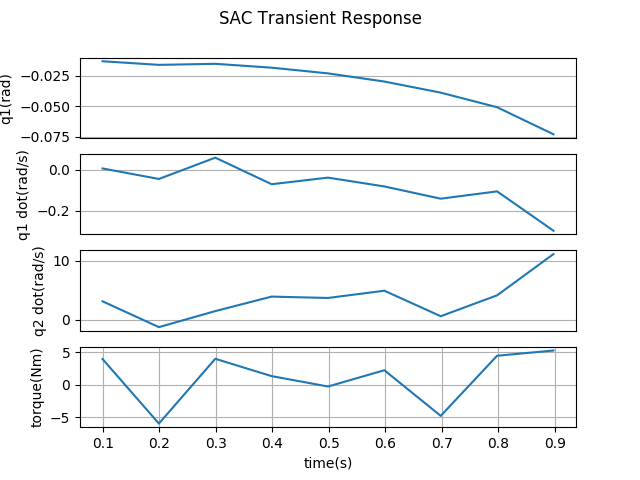 SAC Transient Response
q1(rad)
−0.025
−0.050
−0.075
q1 dot(rad/s)
0.0
−0.2
q2 dot(rad/s)
10
0
torque(Nm)
5
0
−5
0.1 0.2 0.3 0.4 0.5 0.6 0.7 0.8 0.9
time(s)